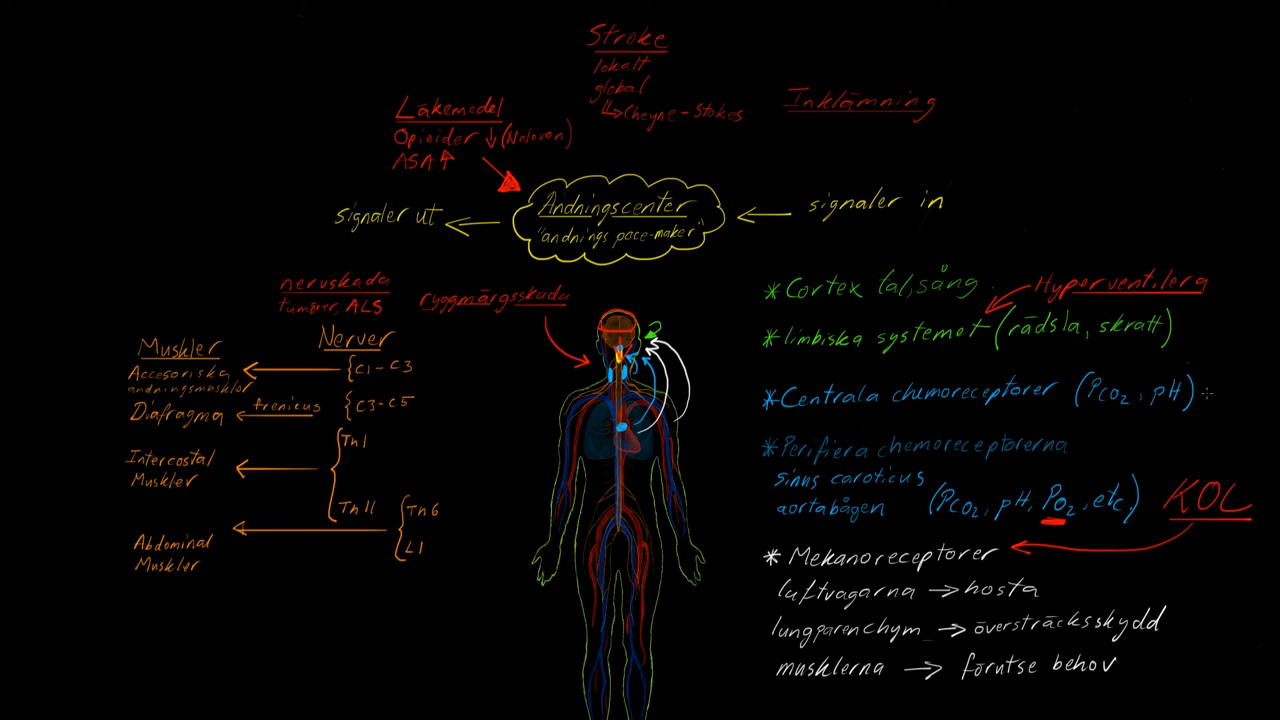 Stroke
lokalt
global
↳ Cheyne-Stokes
Inklämning
Läkemedel
Opioider ↓ (Naloxon)
ASA ↑
signaler ut
Andningscenter
"andnings pace-maker"
signaler in
nervskada
tumörer, ALS
ryggmärgsskada
Muskler
Nerver
Accesoriska
andningsmuskler
{C1-C3
Diafragma
frenicus
{C3-C5
Intercostal
Muskler
{Th1
Th11
Abdominal
Muskler
{Th6
L1
* Cortex tal, sång
Hyperventilera
* limbiska systemet (rädsla, skratt)
* Centrala chemoreceptorer (PCO2, pH)
* Perifiera chemoreceptorerna
sinus caroticus
aortabågen (PCO2, pH, PO2, etc.)
KOL
* Mekanoreceptorer
luftvagarna → hosta
lungparenchym → översträcksskydd
musklerna → förutse behov